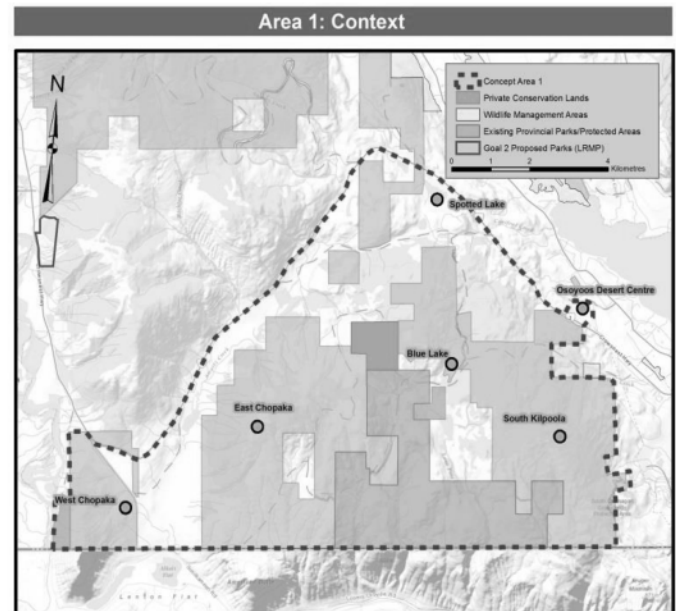 Area 1: Context
N
Concept Area 1
Private Conservation Lands
Wildlife Management Areas
Existing Provincial Parks/Protected Areas
Goal 2 Proposed Parks (LRMP)
0 1 2 4
Kilometres
Spotted Lake
Osoyoos Desert Centre
Blue Lake
East Chopaka
South Kilpoola
West Chopaka